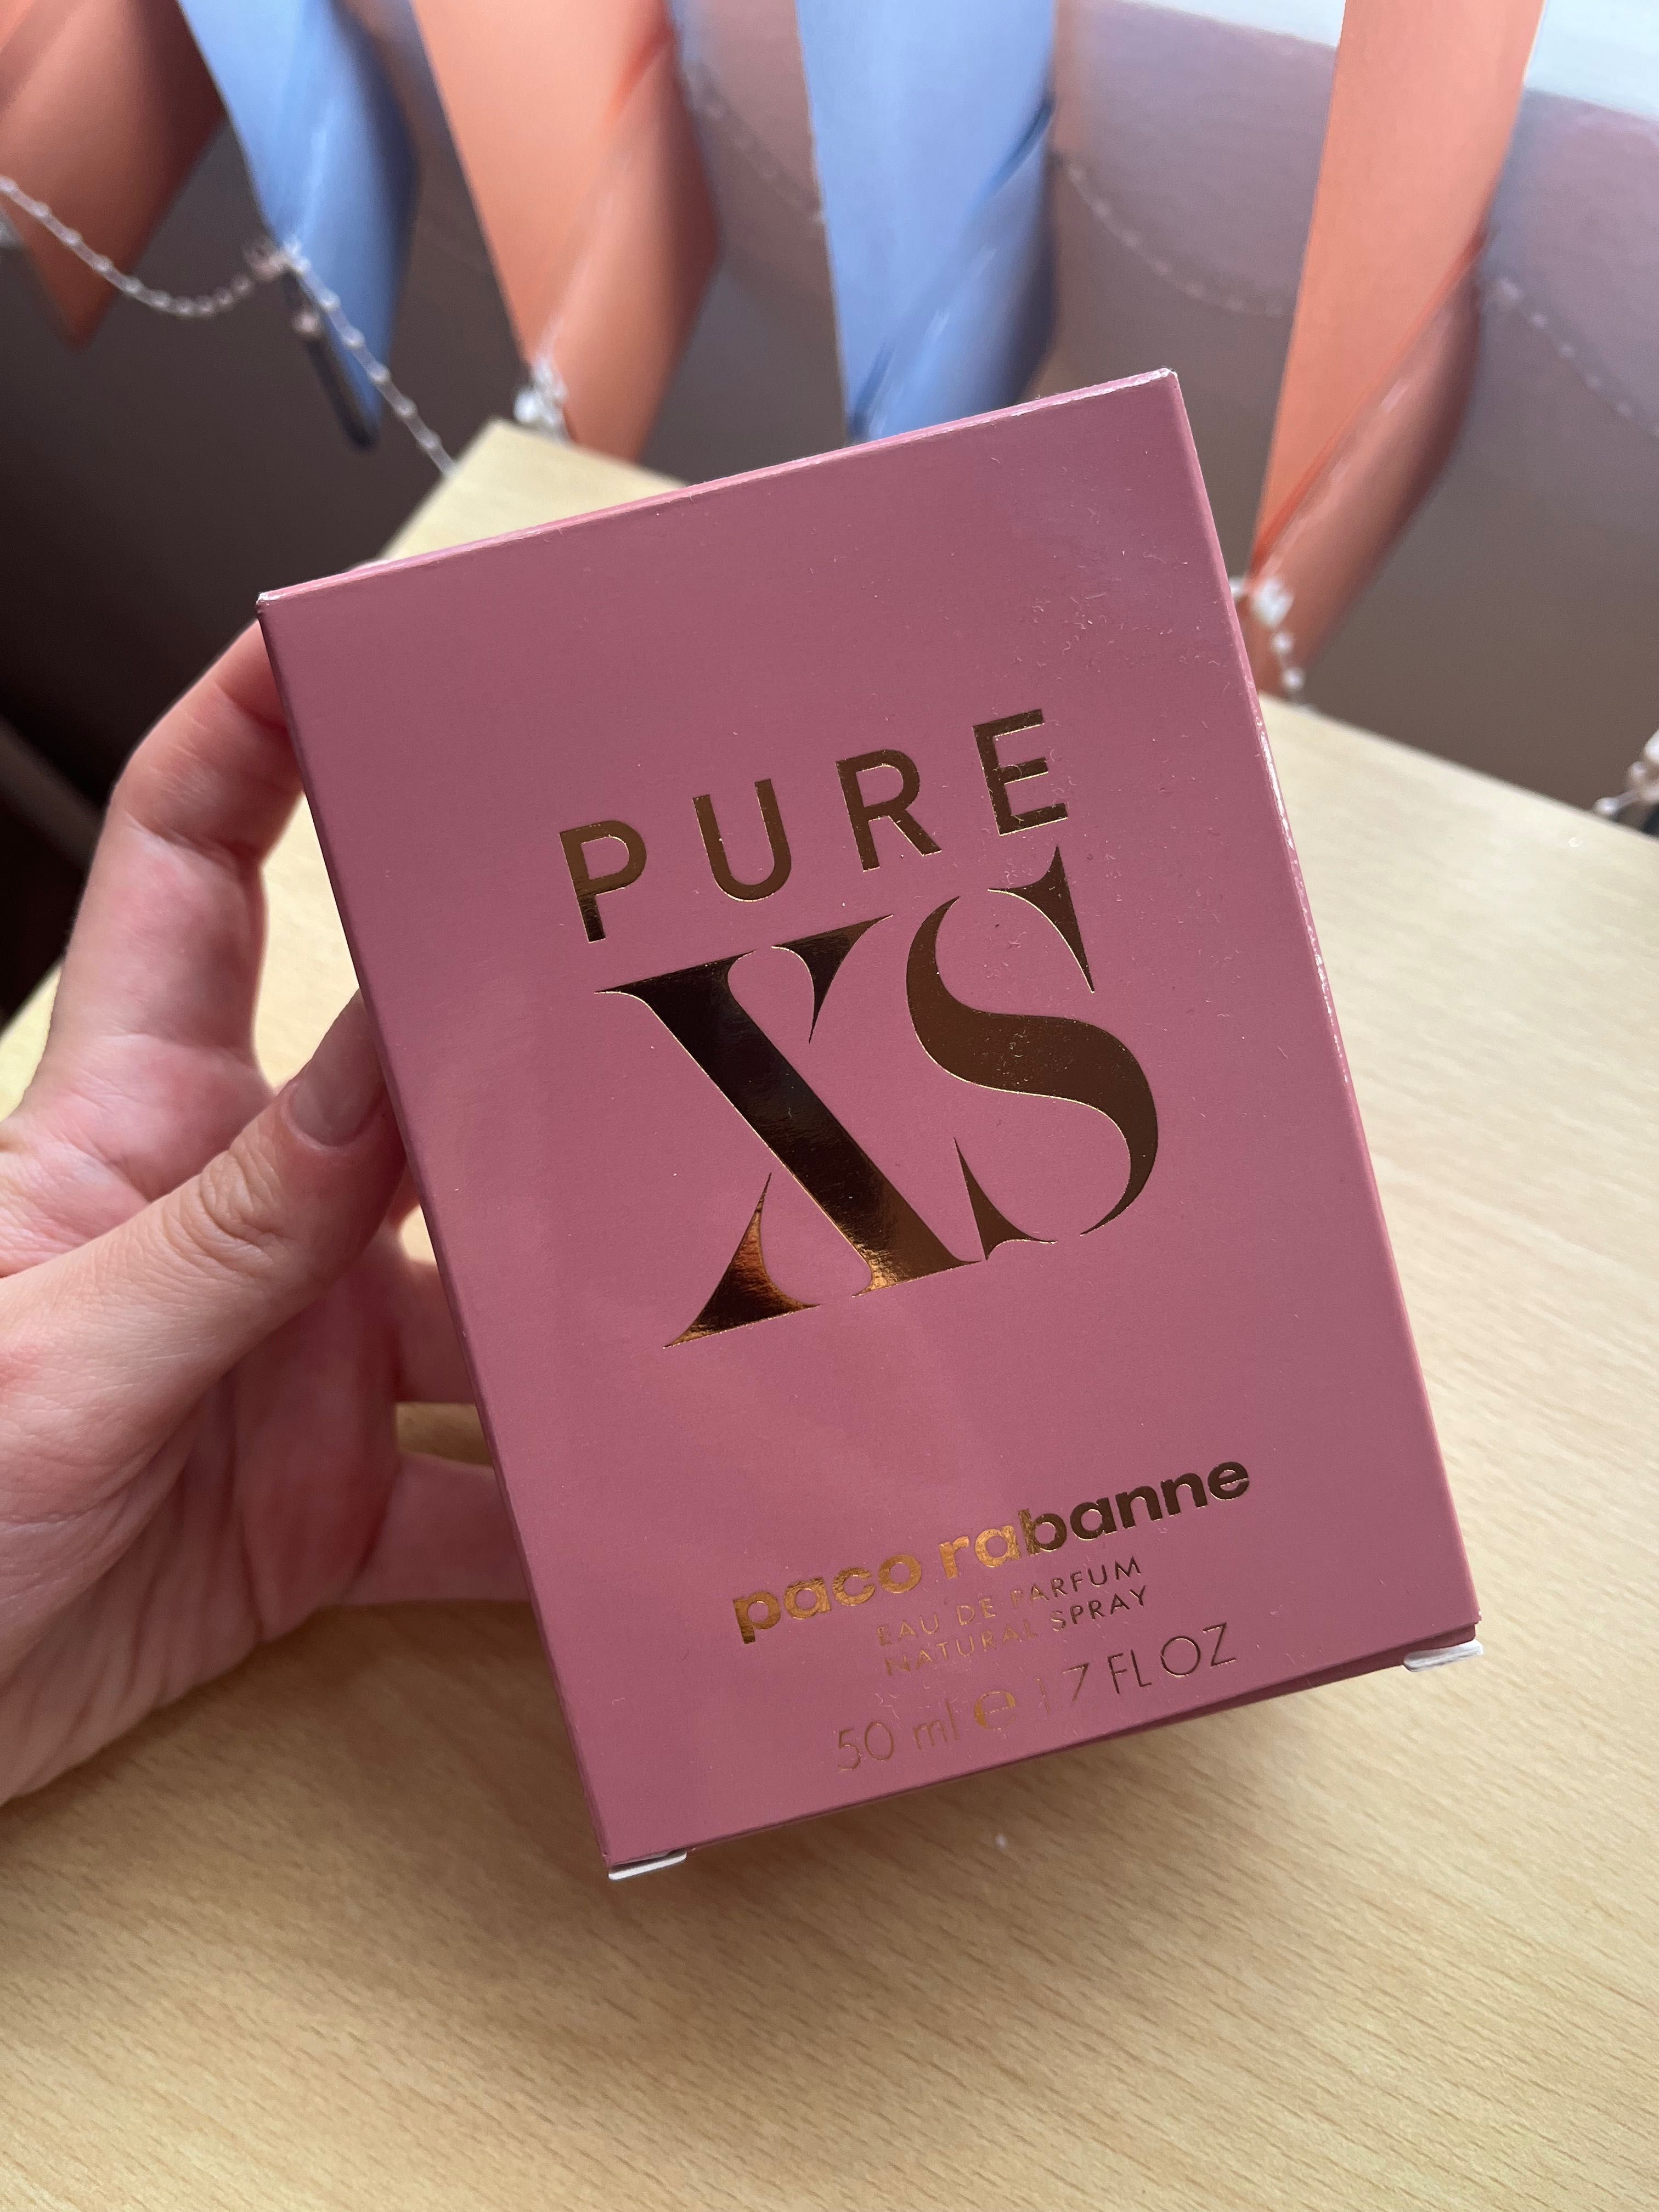 PURE
XS
paco rabanne
EAU DE PARFUM
NATURAL SPRAY
50 ml ℮ 1.7 FL OZ